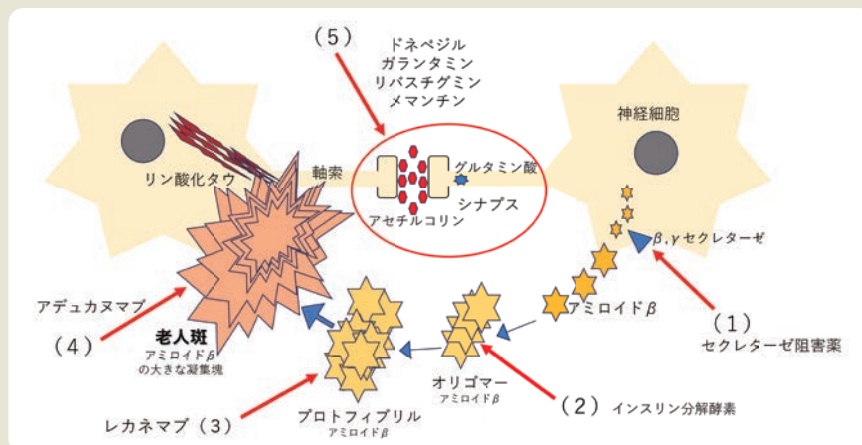 （5）
ドネペジル
ガランタミン
リバスチグミン
メマンチン
神経細胞
リン酸化タウ
軸索
グルタミン酸
シナプス
アセチルコリン
β,γセクレターゼ
アデュカヌマブ
（4）
老人斑
アミロイドβ
の大きな凝集塊
アミロイドβ
（1）
セクレターゼ阻害薬
オリゴマー
アミロイドβ
（2）インスリン分解酵素
レカネマブ（3）
プロトフィブリル
アミロイドβ